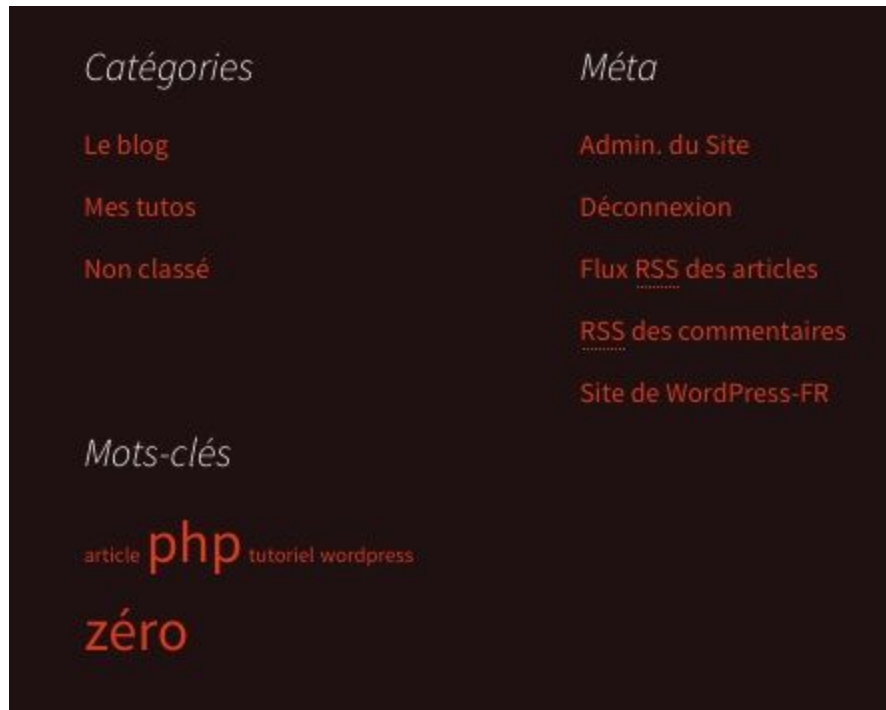 Catégories
Le blog
Mes tutos
Non classé
Méta
Admin. du Site
Déconnexion
Flux RSS des articles
RSS des commentaires
Site de WordPress-FR
Mots-clés
article php tutoriel wordpress
zéro